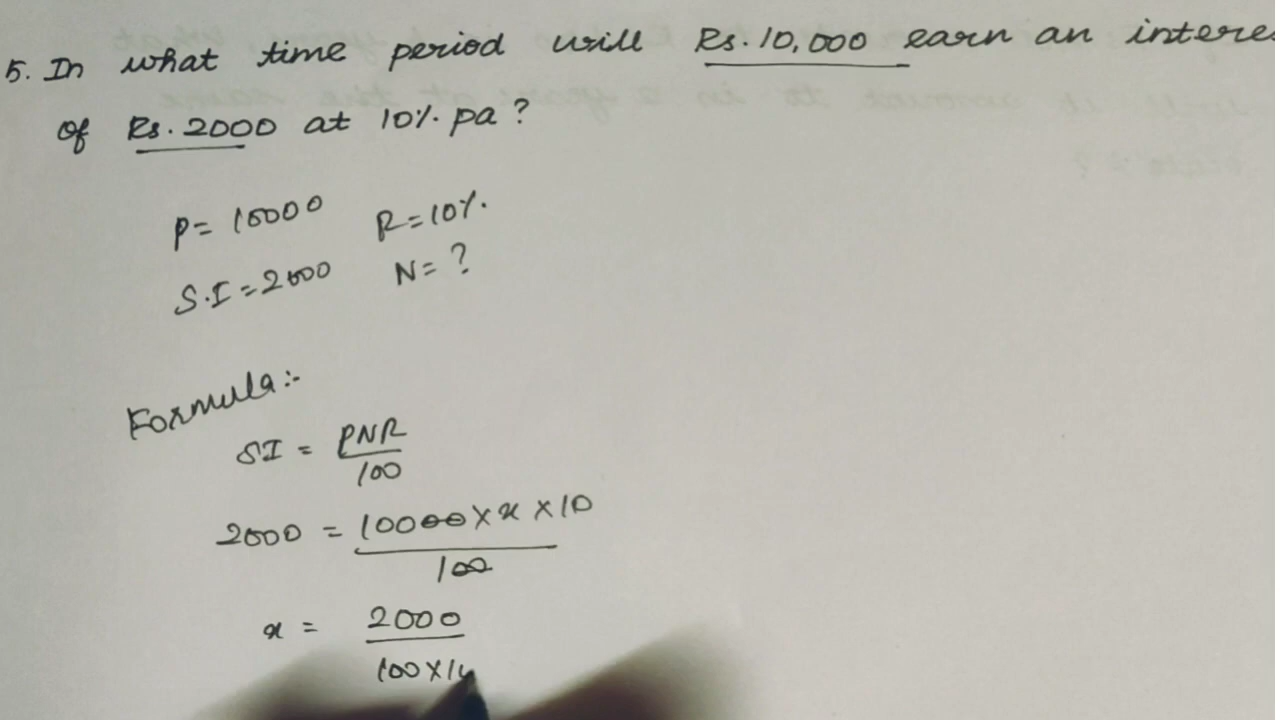 5. In what time period will Rs. 10,000 earn an interes
of Rs. 2000 at 10% pa ?
P = 10000 R = 10%.
S.I = 2000 N = ?
Formula :-
SI = PNR
100
2000 = 10000 × x × 10
100
x = 2000
100 × 1